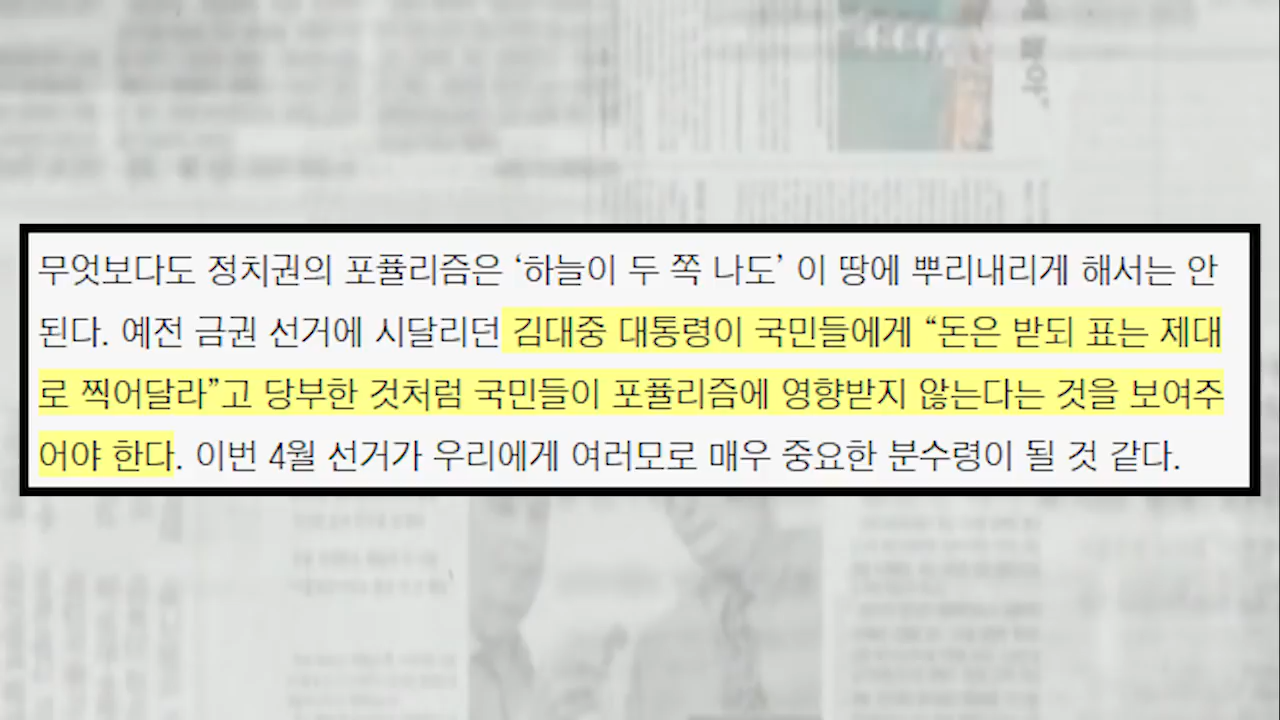 무엇보다도 정치권의 포퓰리즘은 ‘하늘이 두 쪽 나도’ 이 땅에 뿌리내리게 해서는 안
된다. 예전 금권 선거에 시달리던 김대중 대통령이 국민들에게 “돈은 받되 표는 제대
로 찍어달라”고 당부한 것처럼 국민들이 포퓰리즘에 영향받지 않는다는 것을 보여주
어야 한다. 이번 4월 선거가 우리에게 여러모로 매우 중요한 분수령이 될 것 같다.